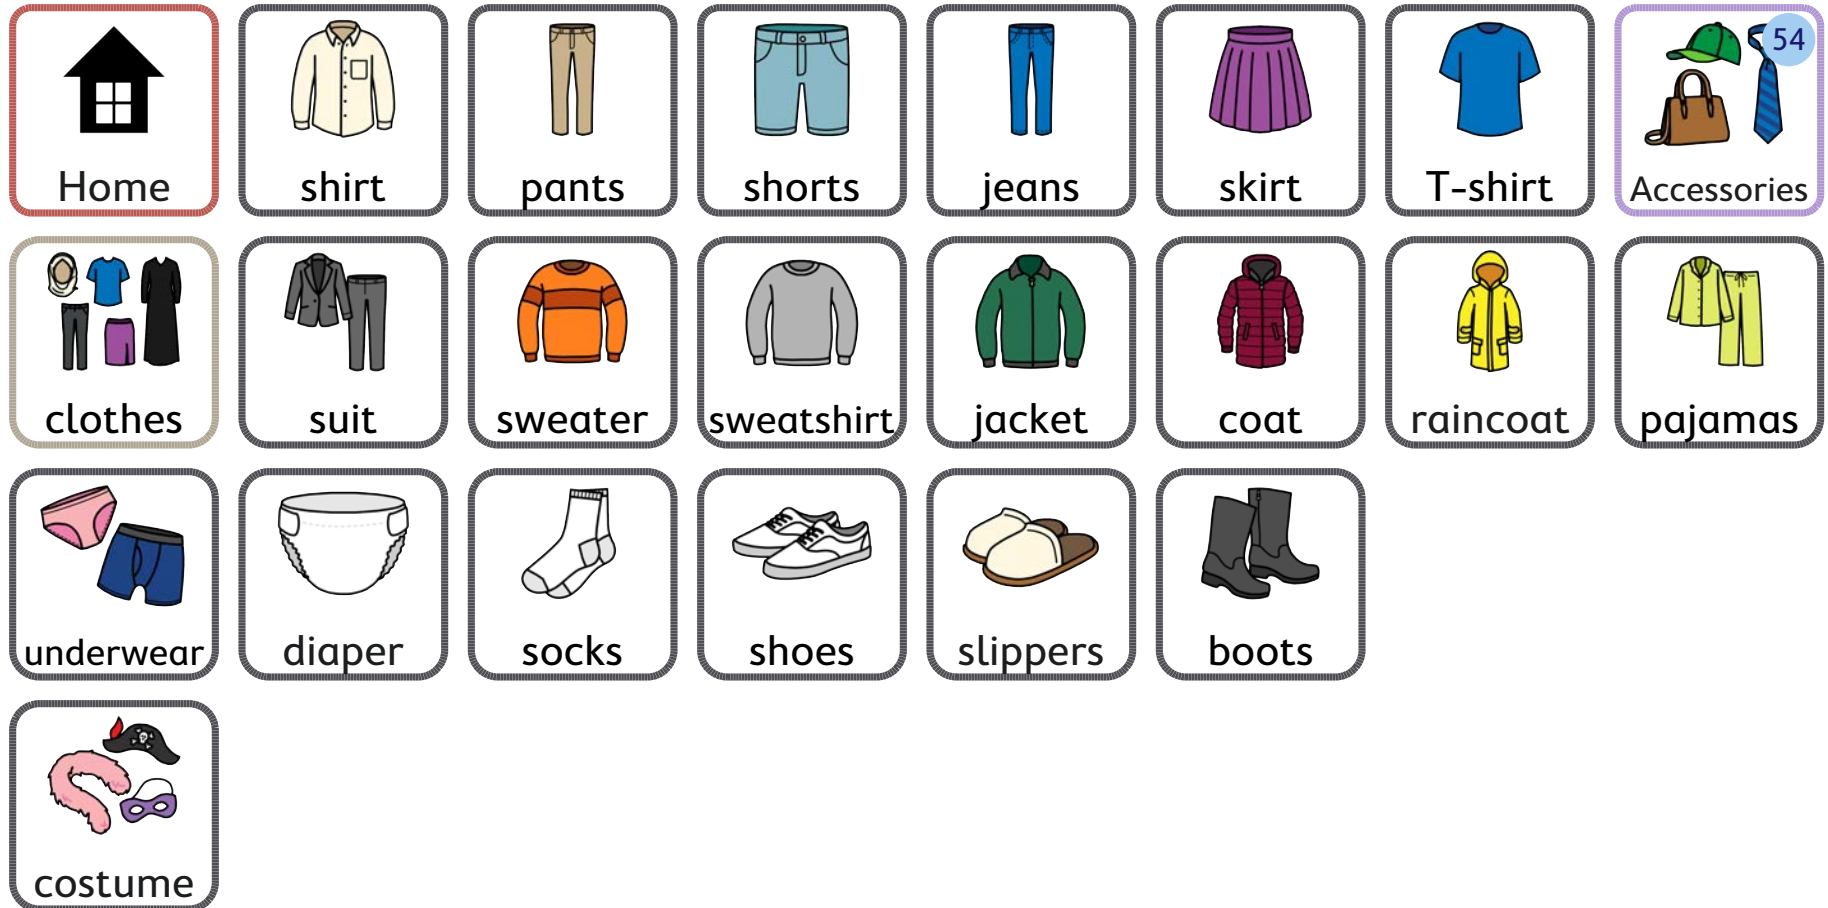 54
Home shirt pants shorts jeans skirt T-shirt Accessories
clothes suit sweater sweatshirt jacket coat raincoat pajamas
underwear diaper socks shoes slippers boots
costume